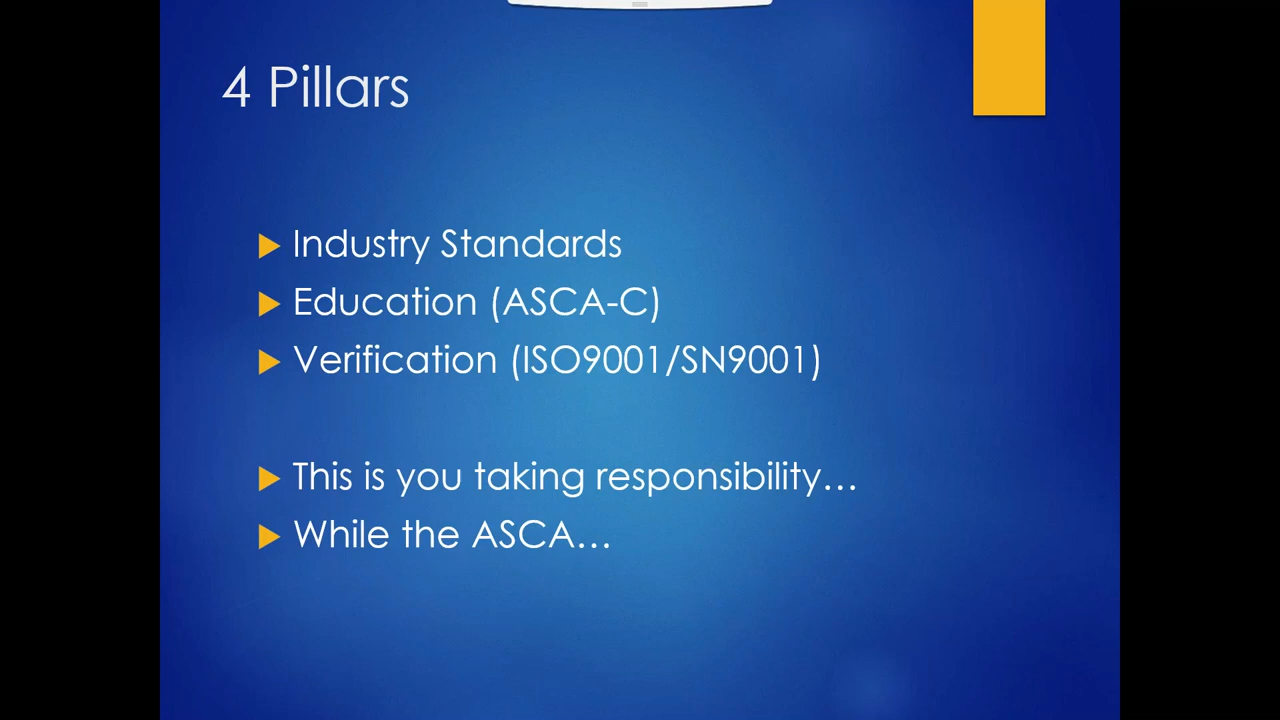 4 Pillars
Industry Standards
Education (ASCA-C)
Verification (ISO9001/SN9001)
This is you taking responsibility…
While the ASCA…